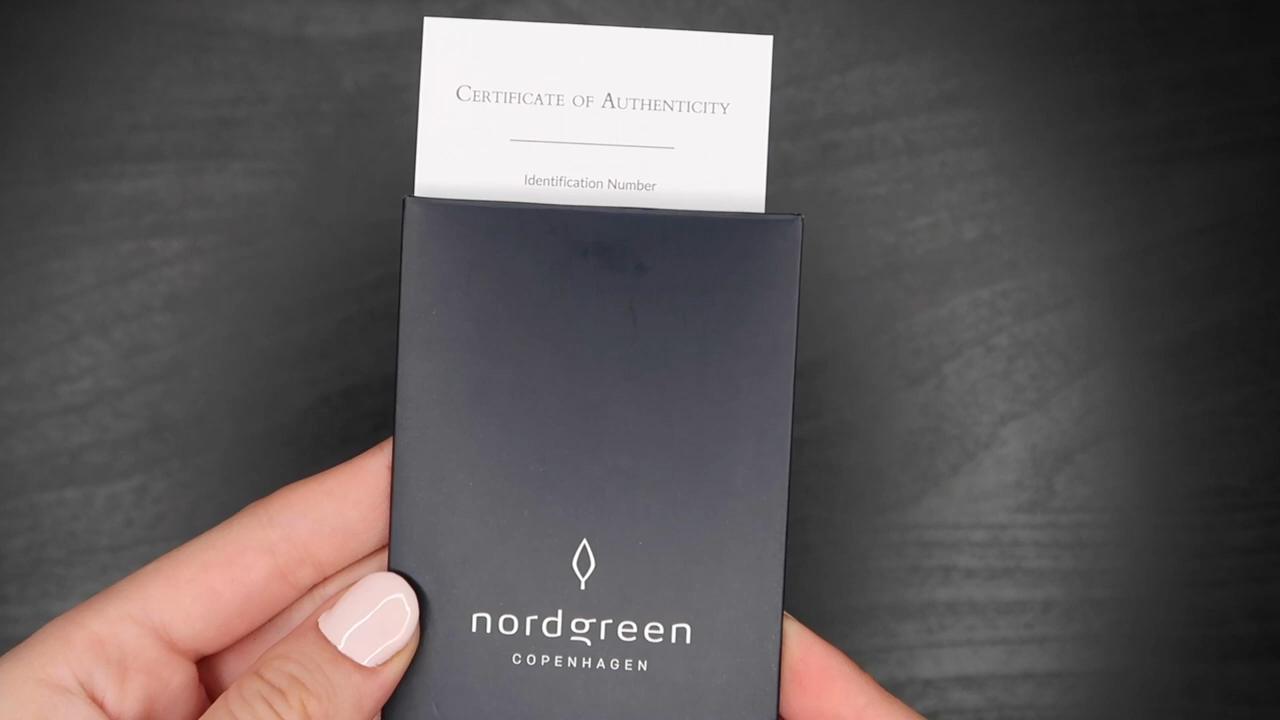 Certificate of Authenticity
Identification Number
nordgreen
COPENHAGEN